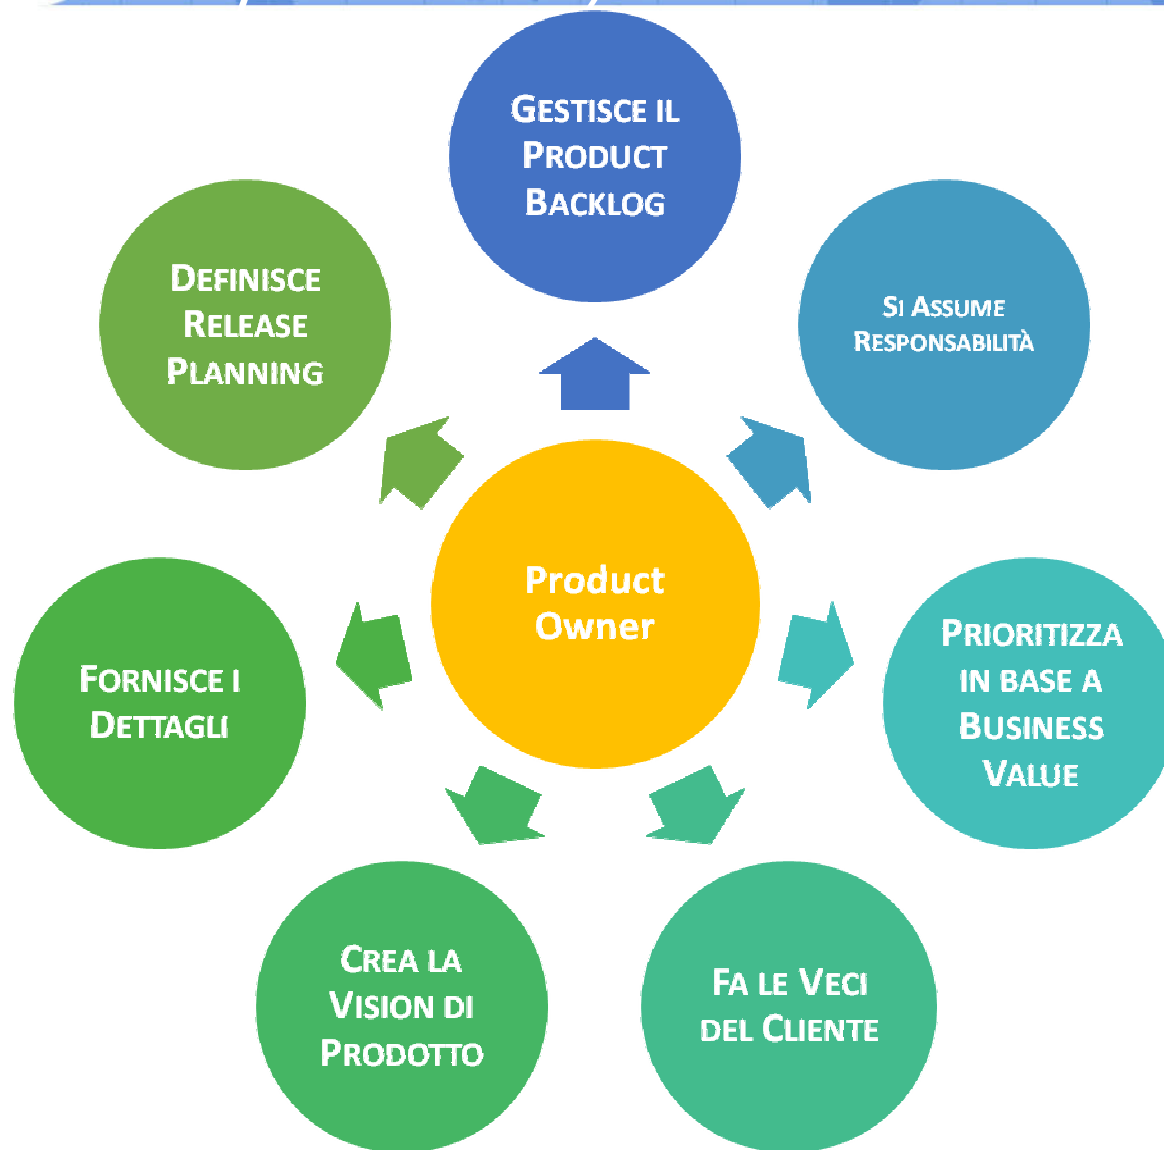 GESTISCE IL
PRODUCT
BACKLOG
SI ASSUME
RESPONSABILITÀ
PRIORITIZZA
IN BASE A
BUSINESS
VALUE
FA LE VECI
DEL CLIENTE
CREA LA
VISION DI
PRODOTTO
FORNISCE I
DETTAGLI
DEFINISCE
RELEASE
PLANNING
Product
Owner